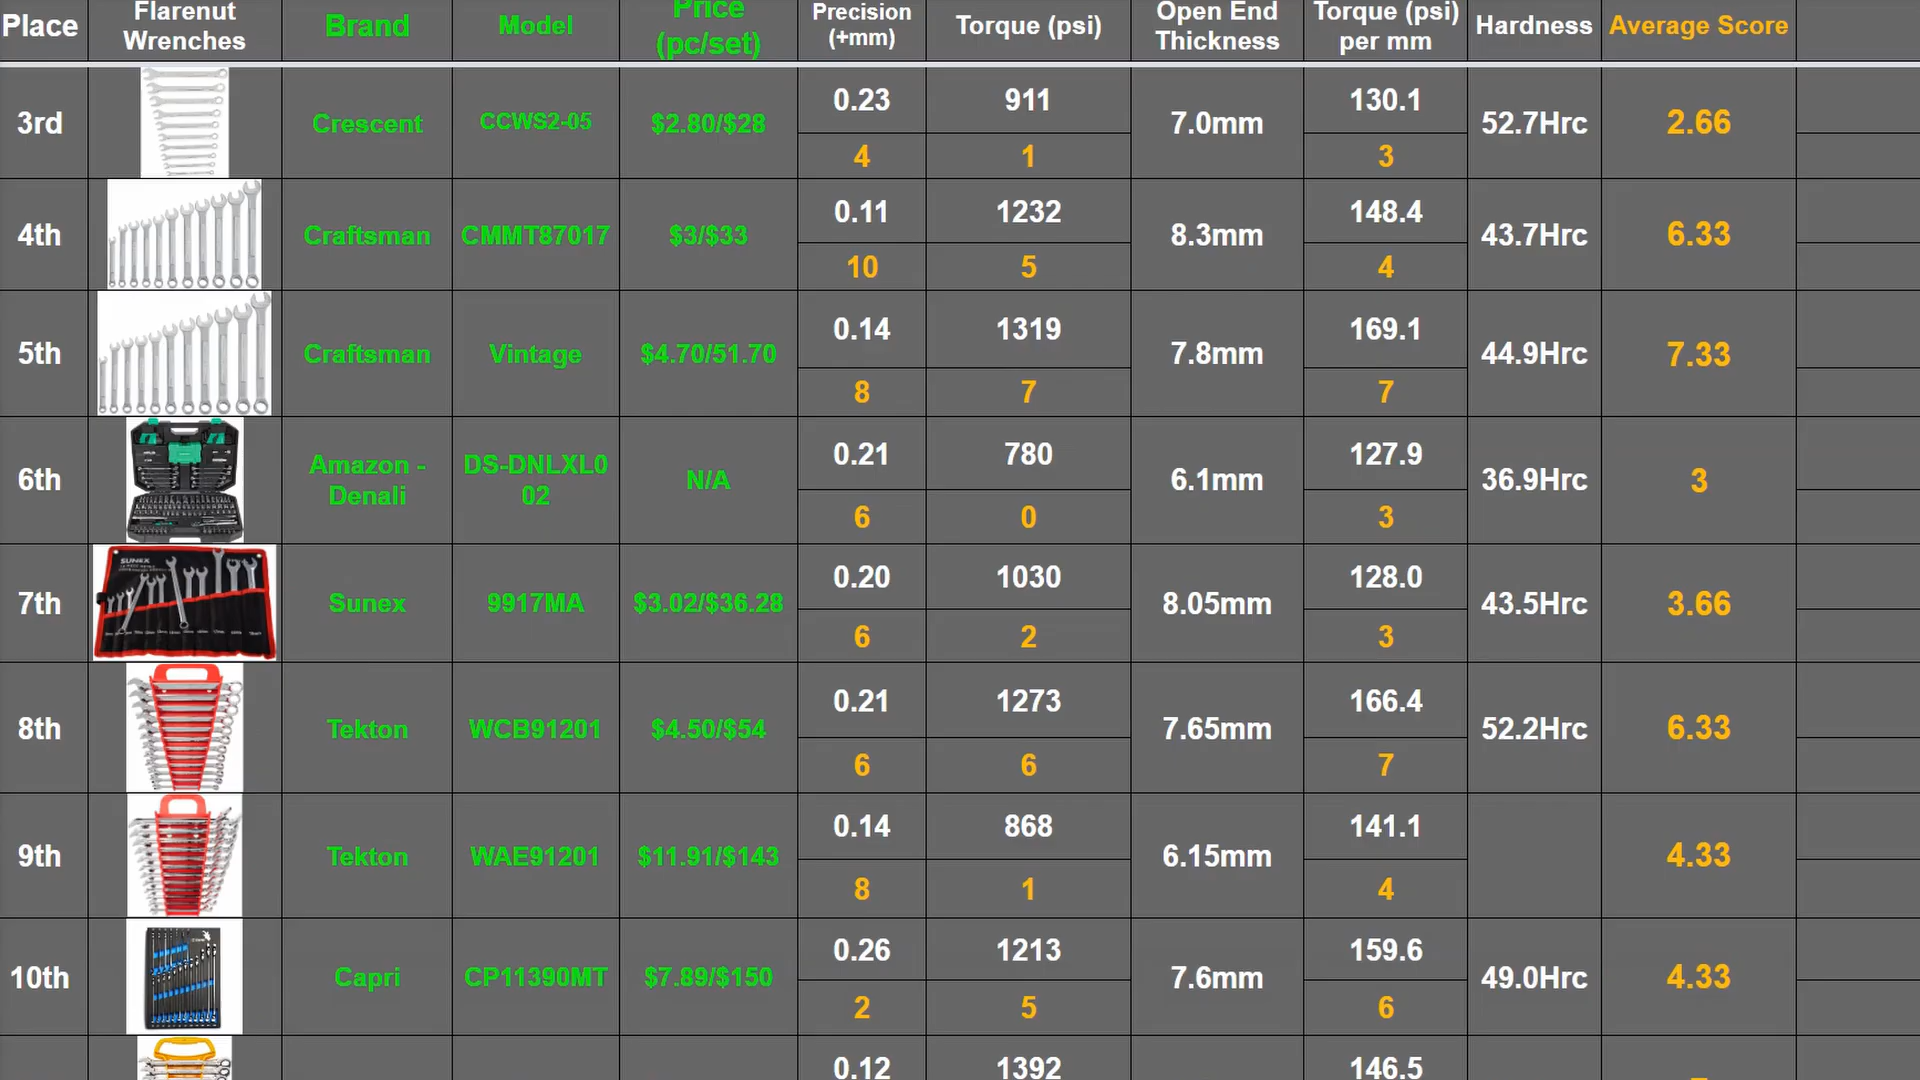 Place
Flarenut
Wrenches
Brand
Model
Price
(pc/set)
Precision
(+mm)
Torque (psi)
Open End
Thickness
Torque (psi)
per mm
Hardness
Average Score
3rd
Crescent
CCWS2-05
$2.80/$28
0.23
4
911
1
7.0mm
130.1
3
52.7Hrc
2.66
4th
Craftsman
CMMT87017
$3/$33
0.11
10
1232
5
8.3mm
148.4
4
43.7Hrc
6.33
5th
Craftsman
Vintage
$4.70/51.70
0.14
8
1319
7
7.8mm
169.1
7
44.9Hrc
7.33
6th
Amazon -
Denali
DS-DNLXL0
02
N/A
0.21
6
780
0
6.1mm
127.9
3
36.9Hrc
3
7th
SUNEX
Sunex
9917MA
$3.02/$36.28
0.20
6
1030
2
8.05mm
128.0
3
43.5Hrc
3.66
8th
Tekton
WCB91201
$4.50/$54
0.21
6
1273
6
7.65mm
166.4
7
52.2Hrc
6.33
9th
Tekton
WAE91201
$11.91/$143
0.14
8
868
1
6.15mm
141.1
4
4.33
10th
Capri
CP11390MT
$7.89/$150
0.26
2
1213
5
7.6mm
159.6
6
49.0Hrc
4.33
0.12
1392
146.5